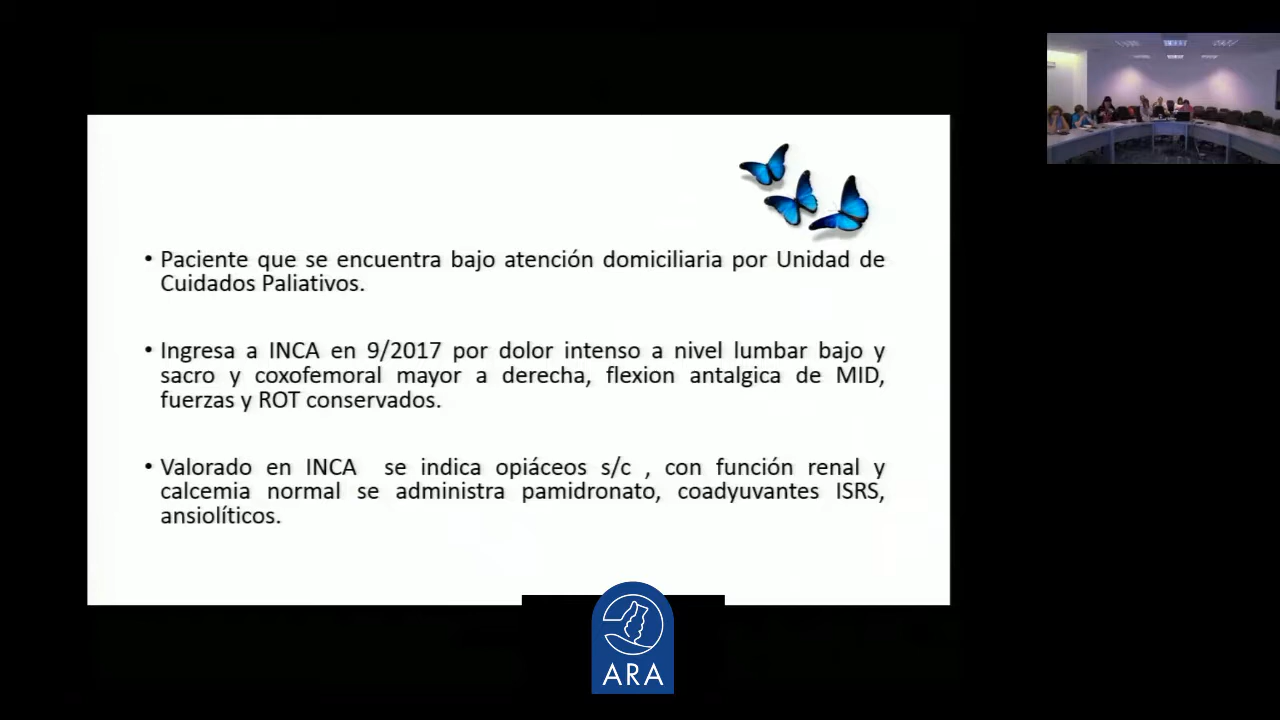 • Paciente que se encuentra bajo atención domiciliaria por Unidad de
Cuidados Paliativos.
• Ingresa a INCA en 9/2017 por dolor intenso a nivel lumbar bajo y
sacro y coxofemoral mayor a derecha, flexion antalgica de MID,
fuerzas y ROT conservados.
• Valorado en INCA se indica opiáceos s/c , con función renal y
calcemia normal se administra pamidronato, coadyuvantes ISRS,
ansiolíticos.
ARA